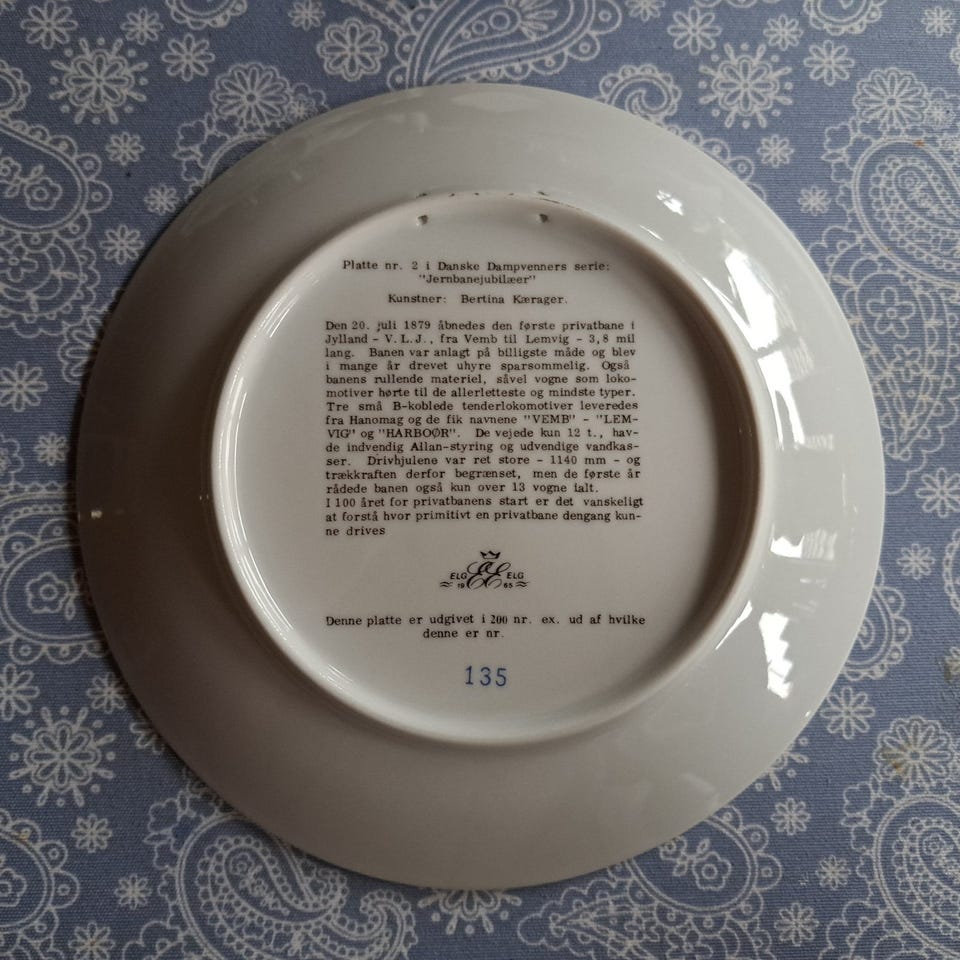 Platte nr. 2 i Danske Dampvenners serie:
"Jernbanejubilæer"
Kunstner: Bertina Kærager.
Den 20. juli 1879 åbnedes den første privatbane i
Jylland - V.L.J., fra Vemb til Lemvig - 3,8 mil
lang. Banen var anlagt på billigste måde og blev
i mange år drevet uhyre sparsommelig. Også
banens rullende materiel, såvel vogne som loko-
motiver hørte til de allerletteste og mindste typer.
Tre små B-koblede tenderlokomotiver leveredes
fra Hanomag og de fik navnene "VEMB" - "LEM-
VIG" og "HARBOØR". De vejede kun 12 t., hav-
de indvendig Allan-styring og udvendige vandkas-
ser. Drivhjulene var ret store - 1140 mm - og
trækkraften derfor begrænset, men de første år
rådede banen også kun over 13 vogne ialt.
I 100 året for privatbanens start er det vanskeligt
at forstå hvor primitivt en privatbane dengang kun-
ne drives
ELG EE ELG
19 65
Denne platte er udgivet i 200 nr. ex. ud af hvilke
denne er nr.
135